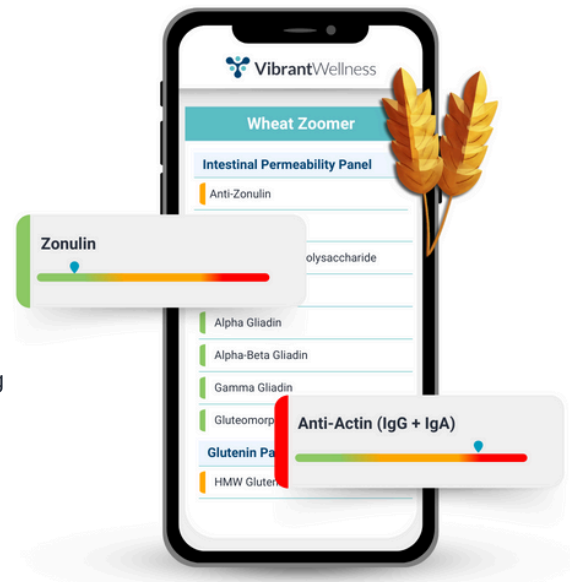 VibrantWellness
Wheat Zoomer
Intestinal Permeability Panel
Anti-Zonulin
Zonulin
olysaccharide
Alpha Gliadin
Alpha-Beta Gliadin
g
Gamma Gliadin
Gluteomorp
Anti-Actin (IgG + IgA)
Glutenin Pa
HMW Gluten